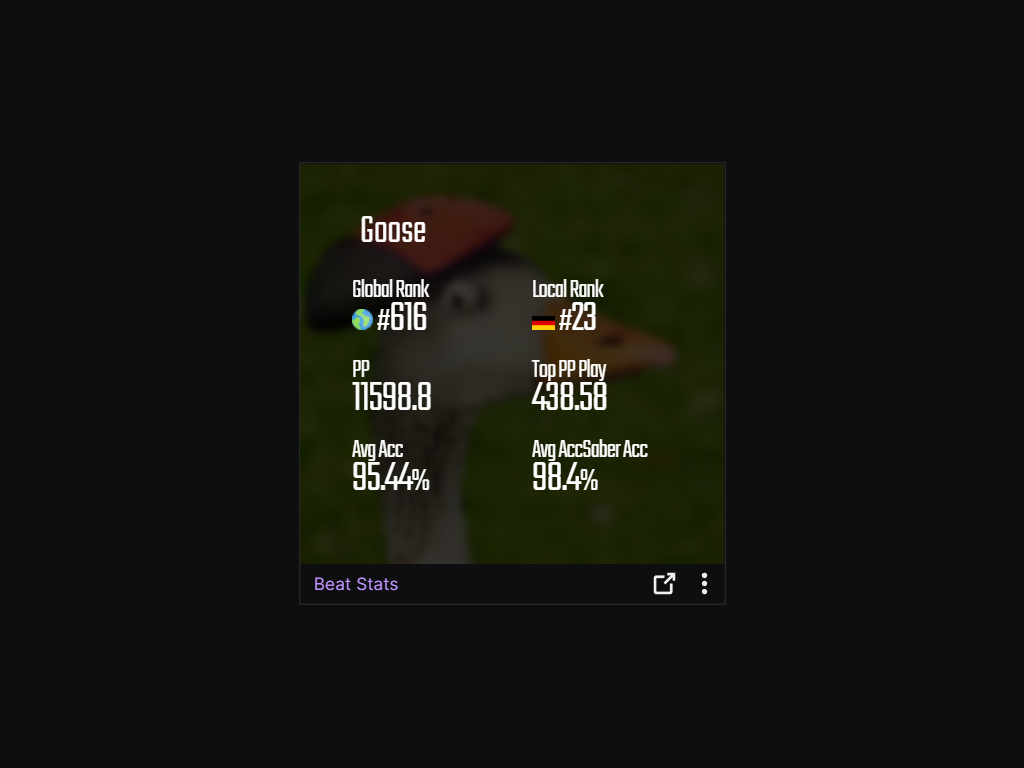 Goose
Global Rank
#616
Local Rank
#23
PP
11598.8
Top PP Play
438.58
Avg Acc
95.44%
Avg AccSaber Acc
98.4%
Beat Stats